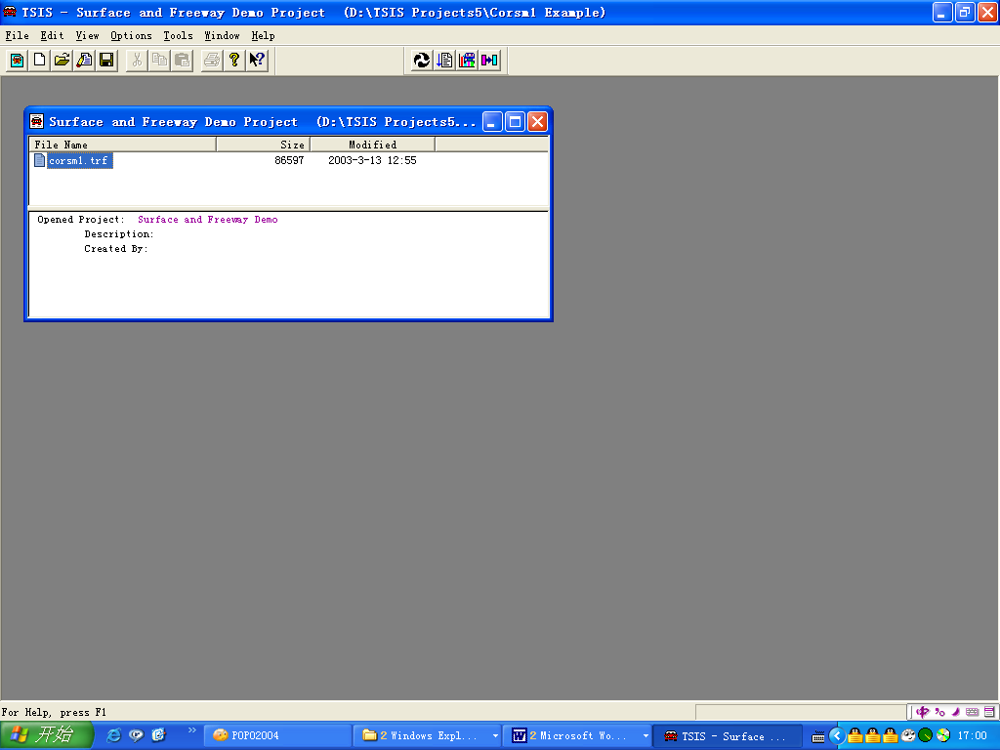 TSIS - Surface and Freeway Demo Project (D:\TSIS Projects5\Corsm1 Example)
File Edit View Options Tools Window Help
Surface and Freeway Demo Project (D:\TSIS Projects5...
File Name Size Modified
corsm1.trf 86597 2003-3-13 12:55
Opened Project: Surface and Freeway Demo
Description:
Created By:
For Help, press F1
中
开始 POPO2004 2 Windows Expl... 2 Microsoft Wo... TSIS - Surface ... 17:00